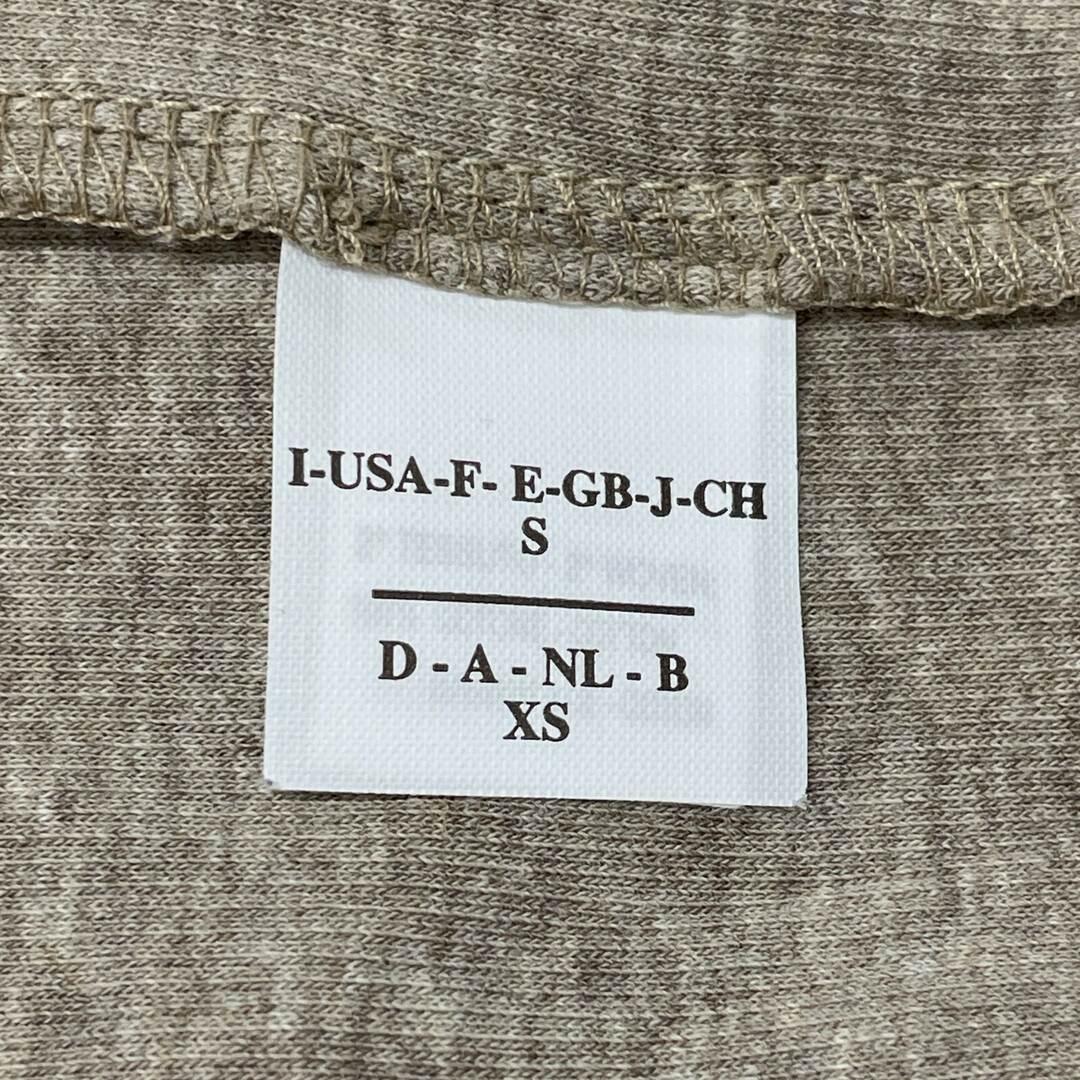 I-USA-F- E-GB-J-CH
S
D - A - NL - B
XS